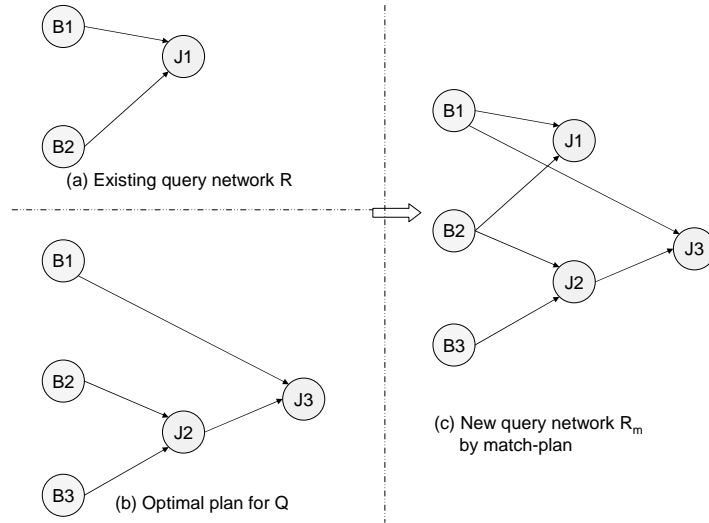 B1
J1
B2
(a) Existing query network R
B1
B2
J3
J2
B3
(b) Optimal plan for Q
B1
J1
B2
J3
J2
B3
(c) New query network Rm
by match-plan